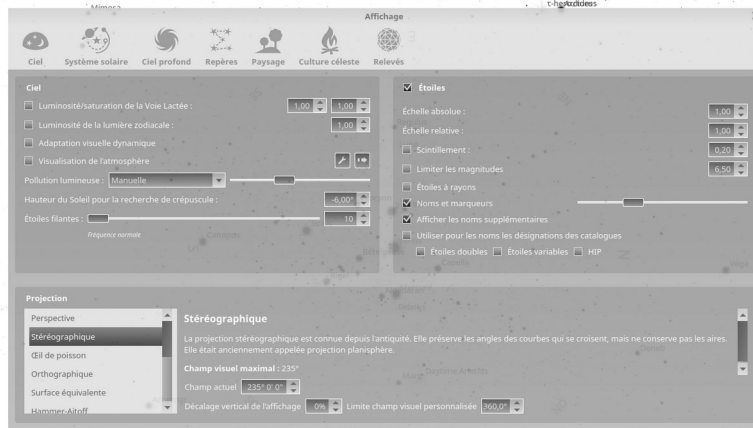 Mimosa
Affichage
Ciel Système solaire Ciel profond Repères Paysage Culture céleste Relevés
Ciel
Luminosité/saturation de la Voie Lactée : 1,00 1,00
Luminosité de la lumière zodiacale : 1,00
Adaptation visuelle dynamique
Visualisation de l'atmosphère
Pollution lumineuse : Manuelle
Hauteur du Soleil pour la recherche de crépuscule : -6,00°
Étoiles filantes : 10
Fréquence normale
Étoiles
Échelle absolue : 1,00
Échelle relative : 1,00
Scintillement : 0,20
Limiter les magnitudes 6,50
Étoiles à rayons
Noms et marqueurs
Afficher les noms supplémentaires
Utiliser pour les noms les désignations des catalogues
Étoiles doubles Étoiles variables HIP
Canopus
Capella
Projection
Perspective
Stéréographique
Œil de poisson
Orthographique
Surface équivalente
Hammer-Aitoff
Stéréographique
La projection stéréographique est connue depuis l'antiquité. Elle préserve les angles des courbes qui se croisent, mais ne conserve pas les aires.
Elle était anciennement appelée projection planisphère.
Champ visuel maximal : 235°
Champ actuel 235° 0' 0"
Décalage vertical de l'affichage 0% Limite champ visuel personnalisée 360,0°